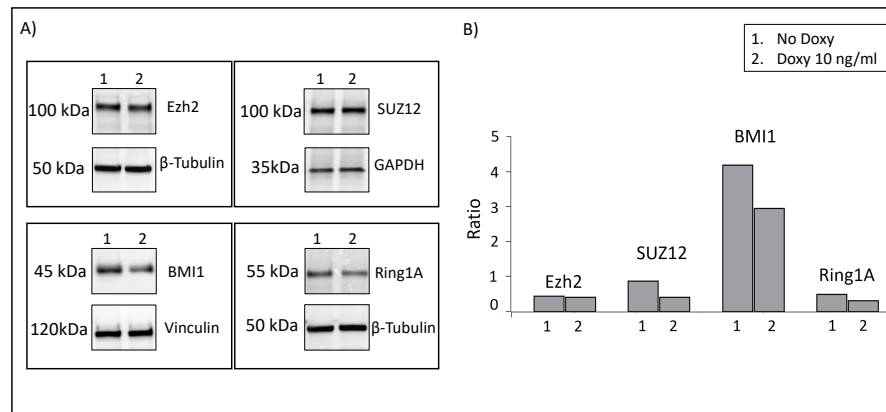 A)
1 2
100 kDa Ezh2
50 kDa β-Tubulin
1 2
100 kDa SUZ12
35kDa GAPDH
1 2
45 kDa BMI1
120kDa Vinculin
1 2
55 kDa Ring1A
50 kDa β-Tubulin
B)
1. No Doxy
2. Doxy 10 ng/ml
Ratio
5
4
3
2
1
0
Ezh2
SUZ12
BMI1
Ring1A
1 2 1 2 1 2 1 2